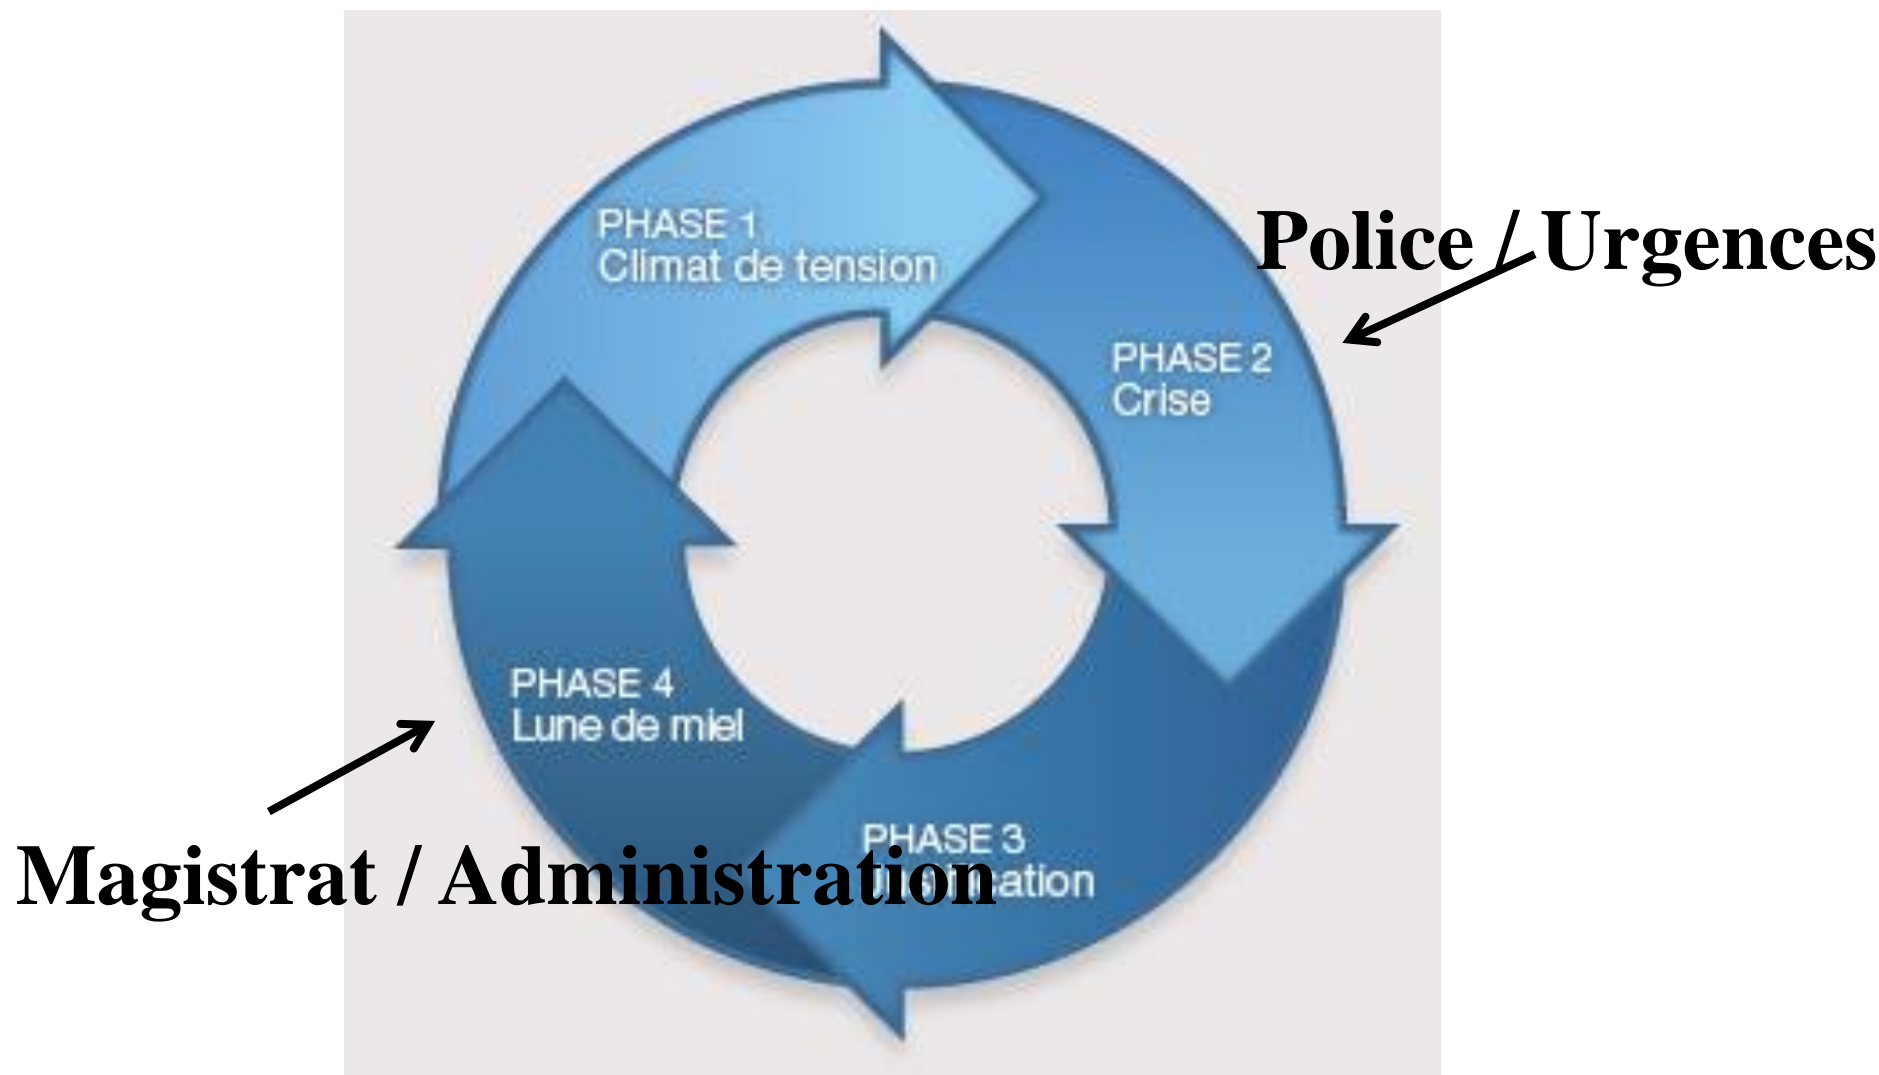 PHASE 1
Climat de tension
Police / Urgences
PHASE 2
Crise
PHASE 4
Lune de miel
PHASE 3
Justification
Magistrat / Administration